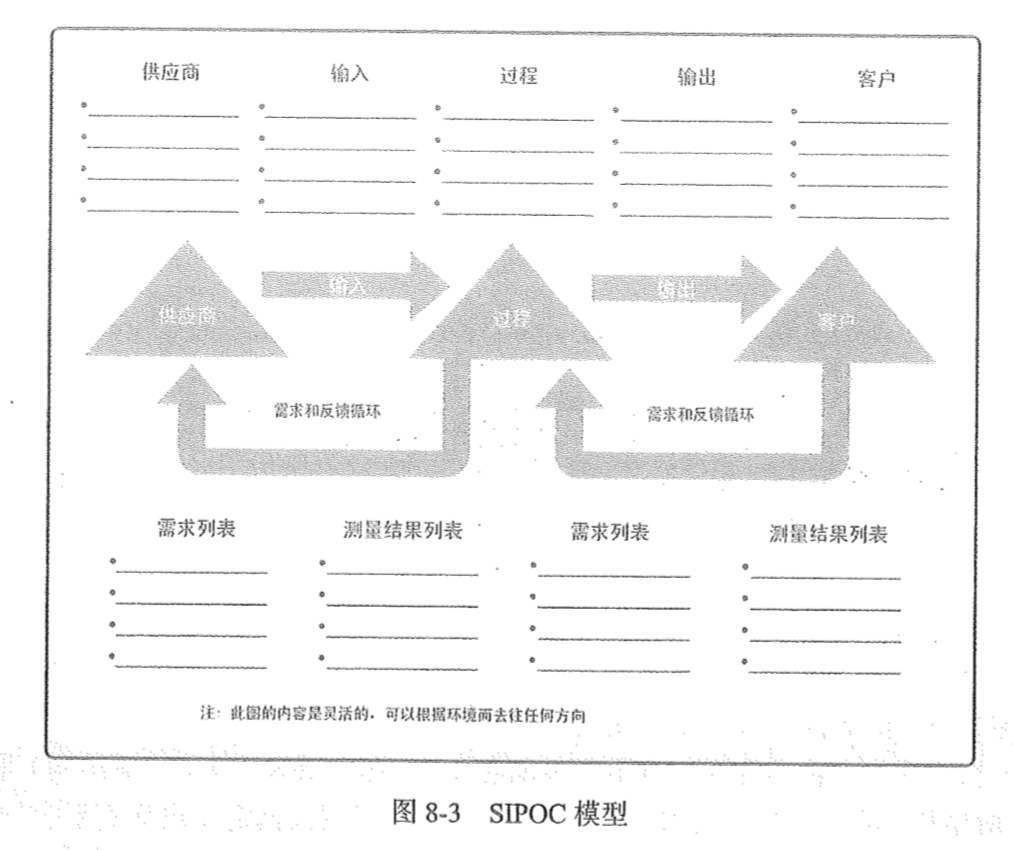 供应商 输入 过程 输出 客户
输入 输出
供应商 过程 客户
需求和反馈循环 需求和反馈循环
需求列表 测量结果列表 需求列表 测量结果列表
注：此图的内容是灵活的，可以根据环境而去往任何方向
图 8-3 SIPOC 模型